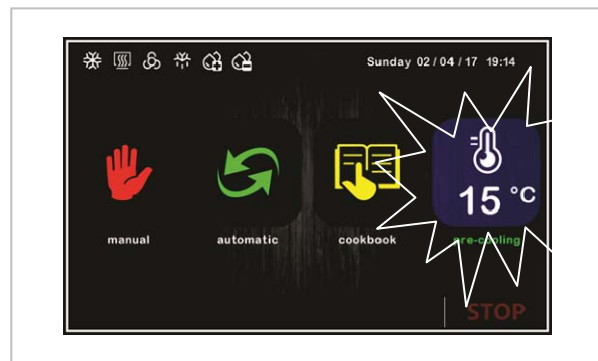 Sunday 02 / 04 / 17 19:14
15 °C
manual
automatic
cookbook
pre-cooling
STOP